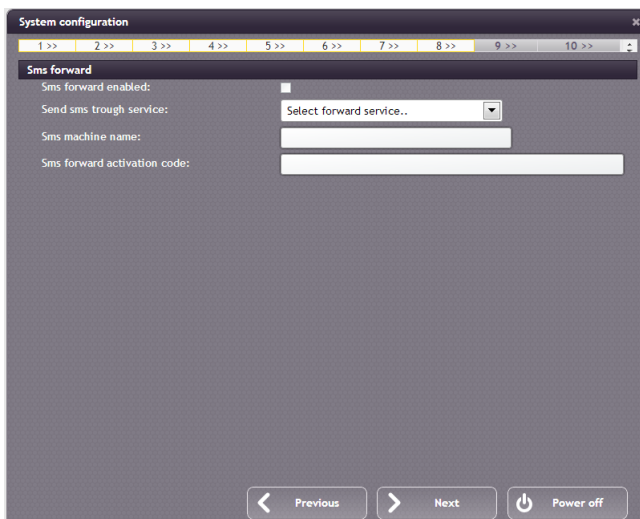 System configuration
1 >> 2 >> 3 >> 4 >> 5 >> 6 >> 7 >> 8 >> 9 >> 10 >>
Sms forward
Sms forward enabled:
Send sms trough service: Select forward service..
Sms machine name:
Sms forward activation code:
Previous Next Power off